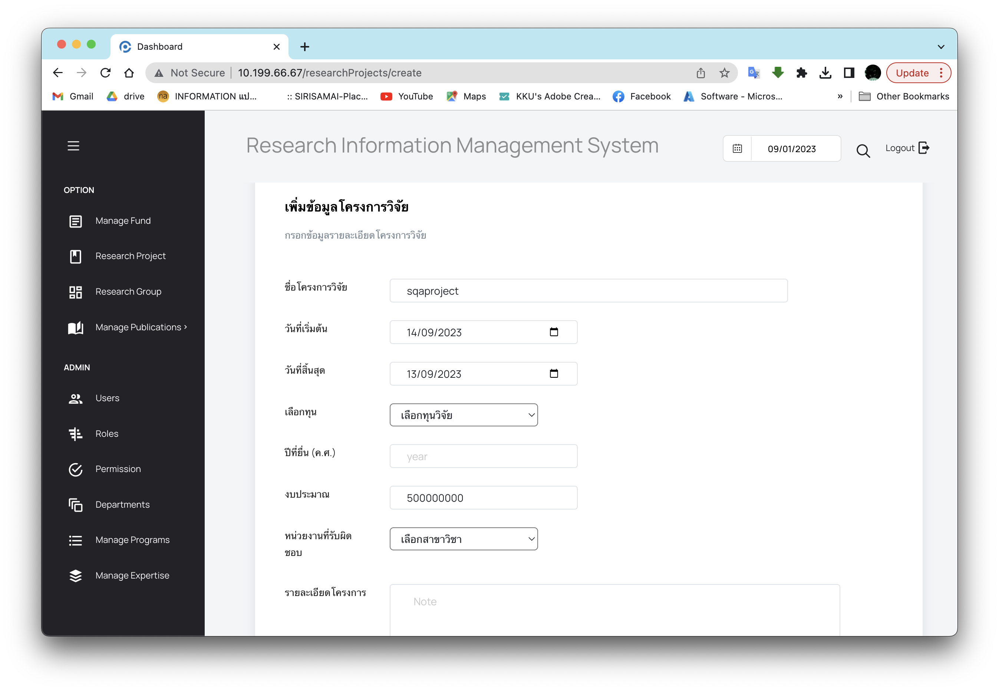 Dashboard
Not Secure 10.199.66.67/researchProjects/create
Update
Gmail drive กล INFORMATION แป... :: SIRISAMAI-Plac... YouTube Maps KKU's Adobe Crea... Facebook Software - Micros... » Other Bookmarks
Research Information Management System
09/01/2023
Logout
OPTION
Manage Fund
Research Project
Research Group
Manage Publications ›
ADMIN
Users
Roles
Permission
Departments
Manage Programs
Manage Expertise
เพิ่มข้อมูลโครงการวิจัย
กรอกข้อมูลรายละเอียดโครงการวิจัย
ชื่อโครงการวิจัย sqaproject
วันที่เริ่มต้น 14/09/2023
วันที่สิ้นสุด 13/09/2023
เลือกทุน เลือกทุนวิจัย
ปีที่ยื่น (ค.ศ.) year
งบประมาณ 500000000
หน่วยงานที่รับผิด
ชอบ
เลือกสาขาวิชา
รายละเอียดโครงการ Note